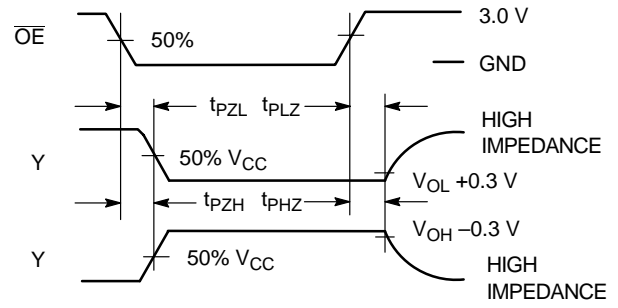 OE
50%
3.0 V
GND
tPZL tPLZ
HIGH
IMPEDANCE
Y
50% VCC
VOL +0.3 V
tPZH tPHZ
VOH –0.3 V
Y
50% VCC
HIGH
IMPEDANCE